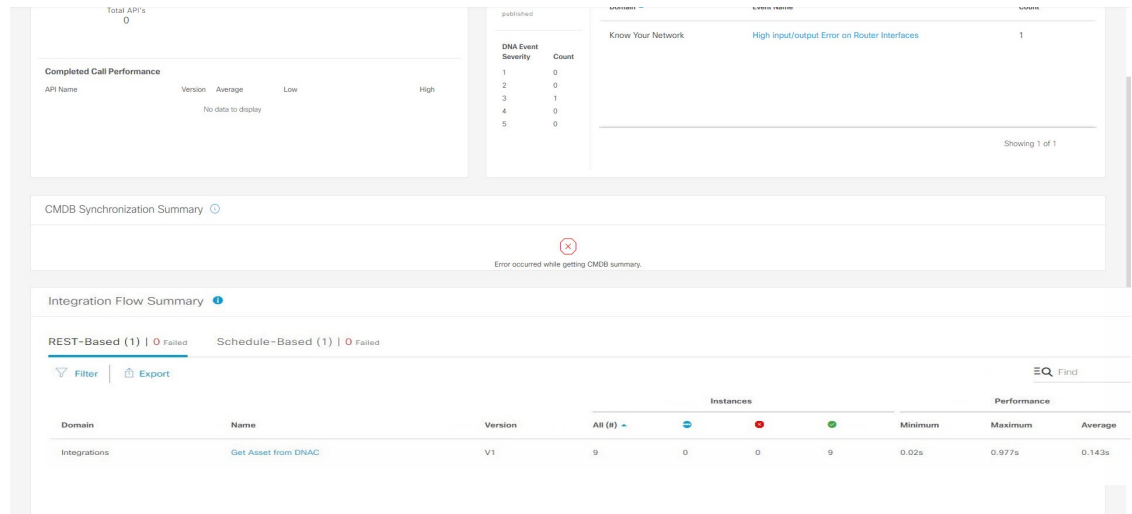 Total API's
0
Completed Call Performance
API Name Version Average Low High
No data to display
published
DNA Event
Severity Count
1 0
2 0
3 1
4 0
5 0
Domain Event Name Count
Know Your Network High input/output Error on Router Interfaces 1
Showing 1 of 1
CMDB Synchronization Summary
Error occurred while getting CMDB summary.
Integration Flow Summary
REST-Based (1) | 0 Failed Schedule-Based (1) | 0 Failed
Filter Export Find
Instances Performance
Domain Name Version All (#) Minimum Maximum Average
Integrations Get Asset from DNAC V1 9 0 0 9 0.02s 0.977s 0.143s